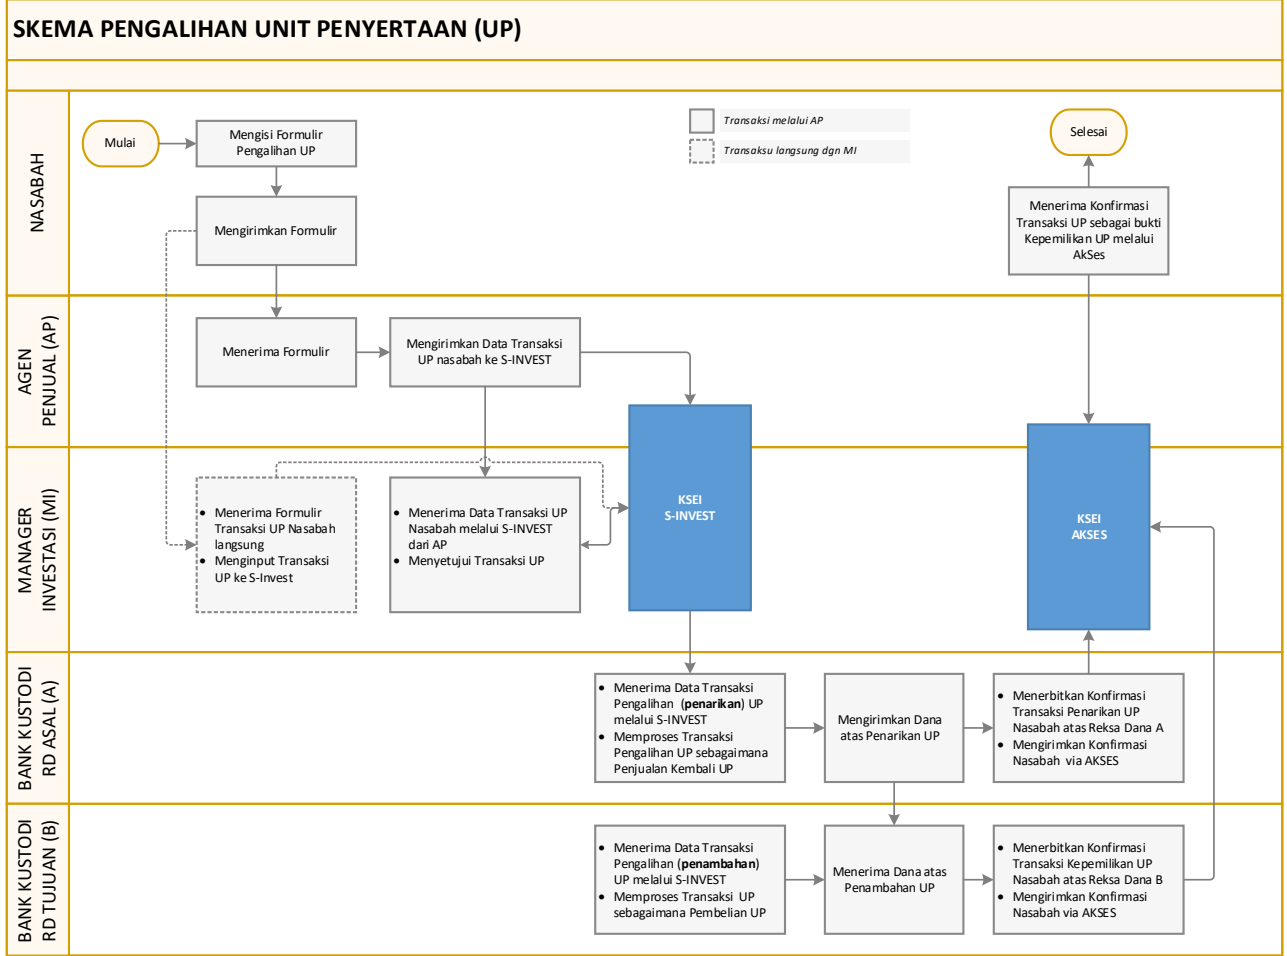 SKEMA PENGALIHAN UNIT PENYERTAAN (UP)
NASABAH
Mulai
Mengisi Formulir
Pengalihan UP
Mengirimkan Formulir
Transaksi melalui AP
Transaksu langsung dgn MI
Selesai
Menerima Konfirmasi
Transaksi UP sebagai bukti
Kepemilikan UP melalui
AkSes
AGEN
PENJUAL (AP)
Menerima Formulir
Mengirimkan Data Transaksi
UP nasabah ke S-INVEST
MANAGER
INVESTASI (MI)
• Menerima Formulir
Transaksi UP Nasabah
langsung
• Menginput Transaksi
UP ke S-Invest
• Menerima Data Transaksi UP
Nasabah melalui S-INVEST
dari AP
• Menyetujui Transaksi UP
KSEI
S-INVEST
KSEI
AKSES
BANK KUSTODI
RD ASAL (A)
• Menerima Data Transaksi
Pengalihan (penarikan) UP
melalui S-INVEST
• Memproses Transaksi
Pengalihan UP sebagaimana
Penjualan Kembali UP
Mengirimkan Dana
atas Penarikan UP
• Menerbitkan Konfirmasi
Transaksi Penarikan UP
Nasabah atas Reksa Dana A
• Mengirimkan Konfirmasi
Nasabah via AKSES
BANK KUSTODI
RD TUJUAN (B)
• Menerima Data Transaksi
Pengalihan (penambahan)
UP melalui S-INVEST
• Memproses Transaksi UP
sebagaimana Pembelian UP
Menerima Dana atas
Penambahan UP
• Menerbitkan Konfirmasi
Transaksi Kepemilikan UP
Nasabah atas Reksa Dana B
• Mengirimkan Konfirmasi
Nasabah via AKSES